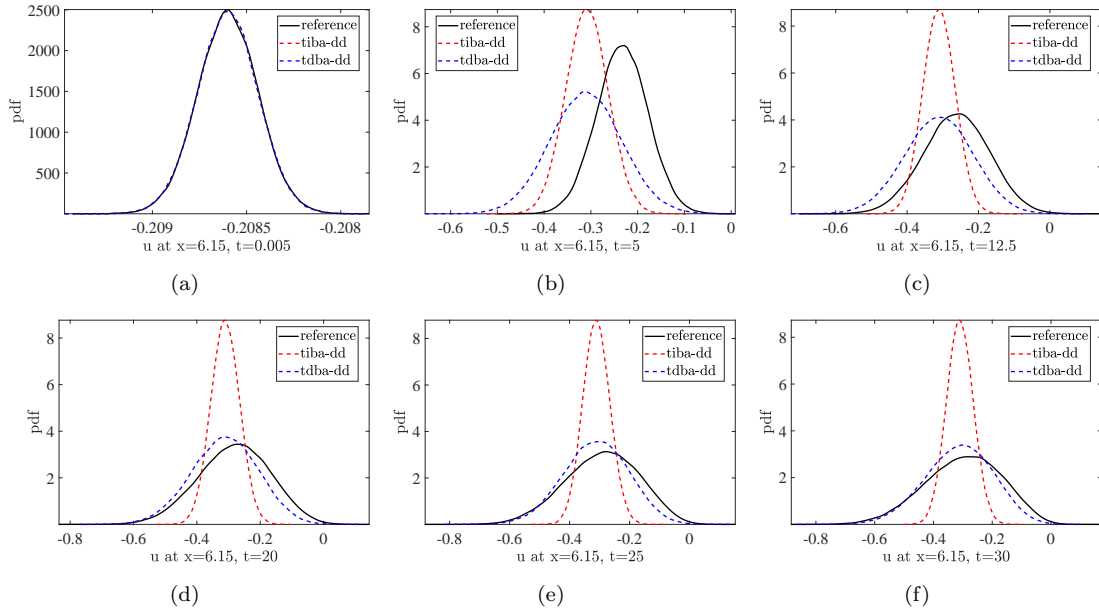 2500
2000
1500
1000
500
pdf
reference
tiba-dd
tdba-dd
-0.209 -0.2085 -0.208
u at x=6.15, t=0.005
(a)
8
6
4
2
pdf
reference
tiba-dd
tdba-dd
-0.6 -0.5 -0.4 -0.3 -0.2 -0.1 0
u at x=6.15, t=5
(b)
8
6
4
2
pdf
reference
tiba-dd
tdba-dd
-0.6 -0.4 -0.2 0
u at x=6.15, t=12.5
(c)
8
6
4
2
pdf
reference
tiba-dd
tdba-dd
-0.8 -0.6 -0.4 -0.2 0
u at x=6.15, t=20
(d)
8
6
4
2
pdf
reference
tiba-dd
tdba-dd
-0.8 -0.6 -0.4 -0.2 0
u at x=6.15, t=25
(e)
8
6
4
2
pdf
reference
tiba-dd
tdba-dd
-0.8 -0.6 -0.4 -0.2 0
u at x=6.15, t=30
(f)